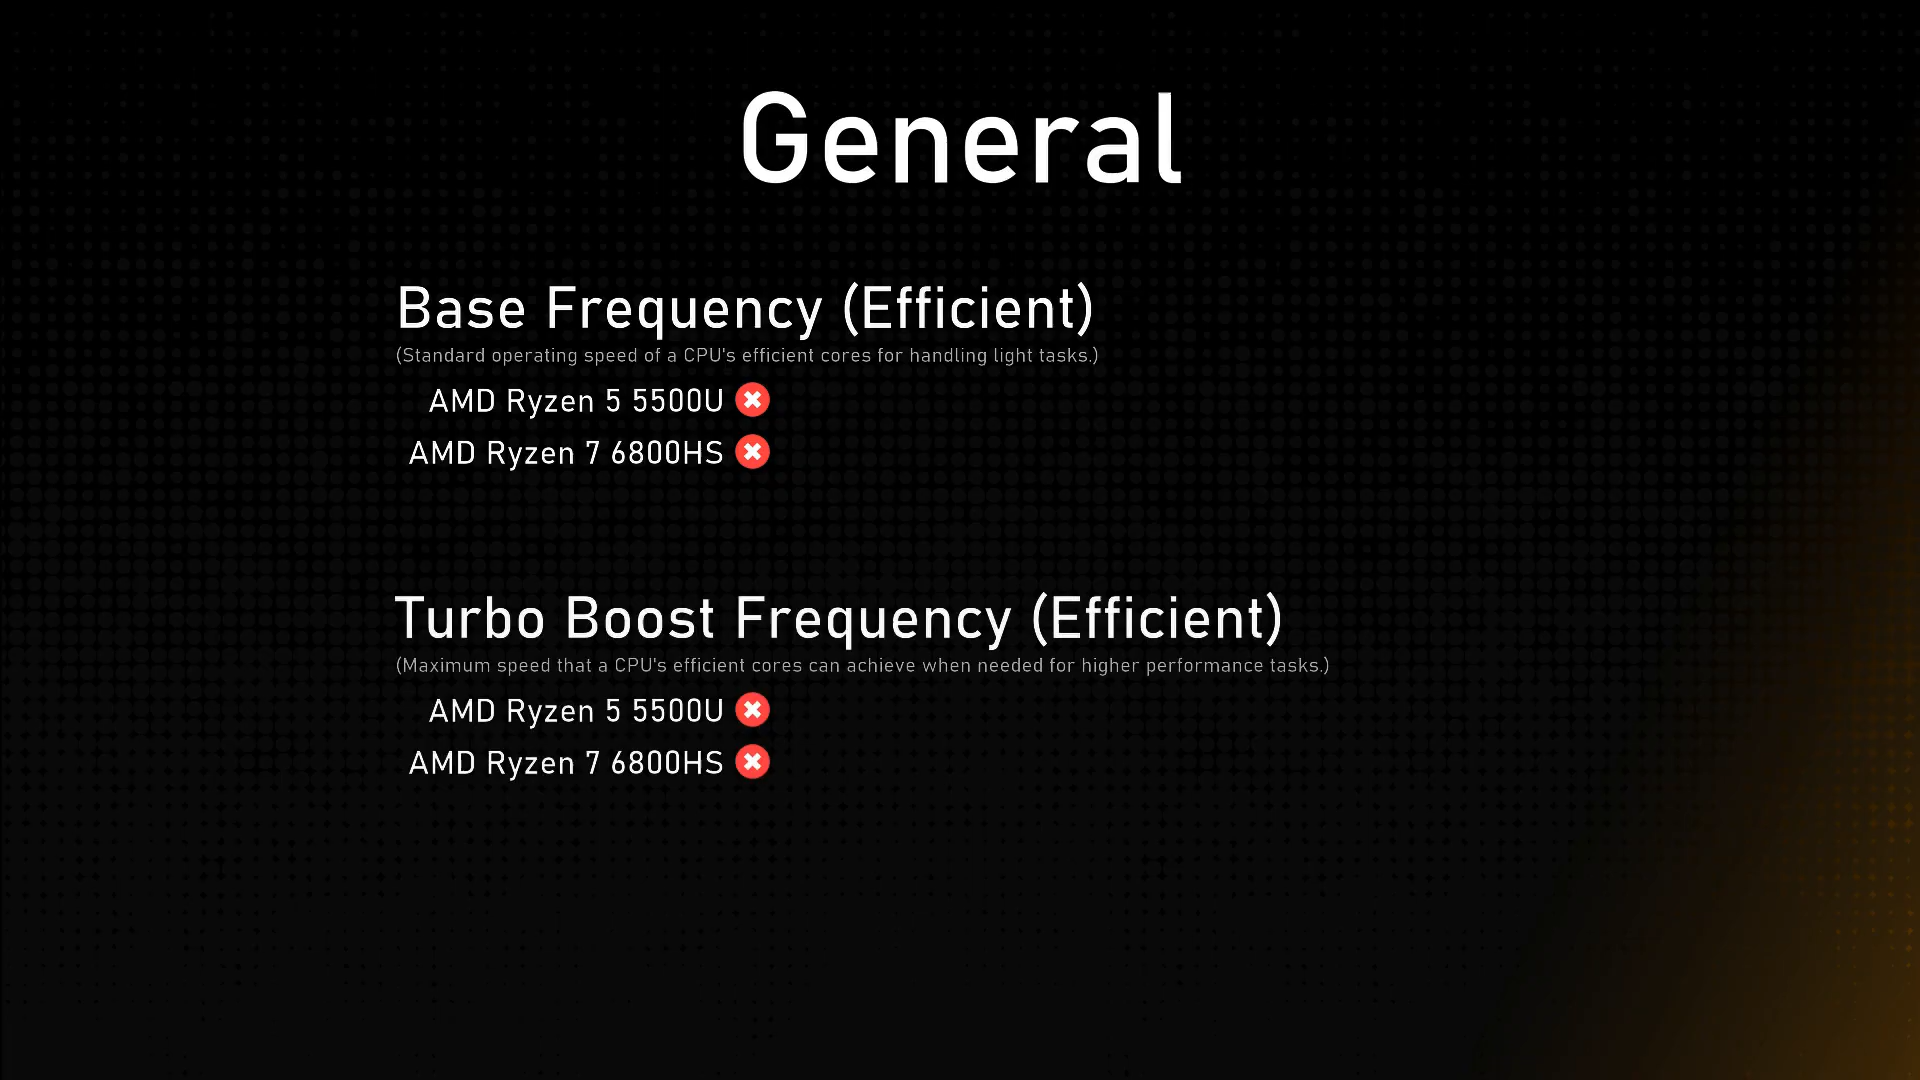 General
Base Frequency (Efficient)
(Standard operating speed of a CPU's efficient cores for handling light tasks.)
AMD Ryzen 5 5500U
AMD Ryzen 7 6800HS
Turbo Boost Frequency (Efficient)
(Maximum speed that a CPU's efficient cores can achieve when needed for higher performance tasks.)
AMD Ryzen 5 5500U
AMD Ryzen 7 6800HS